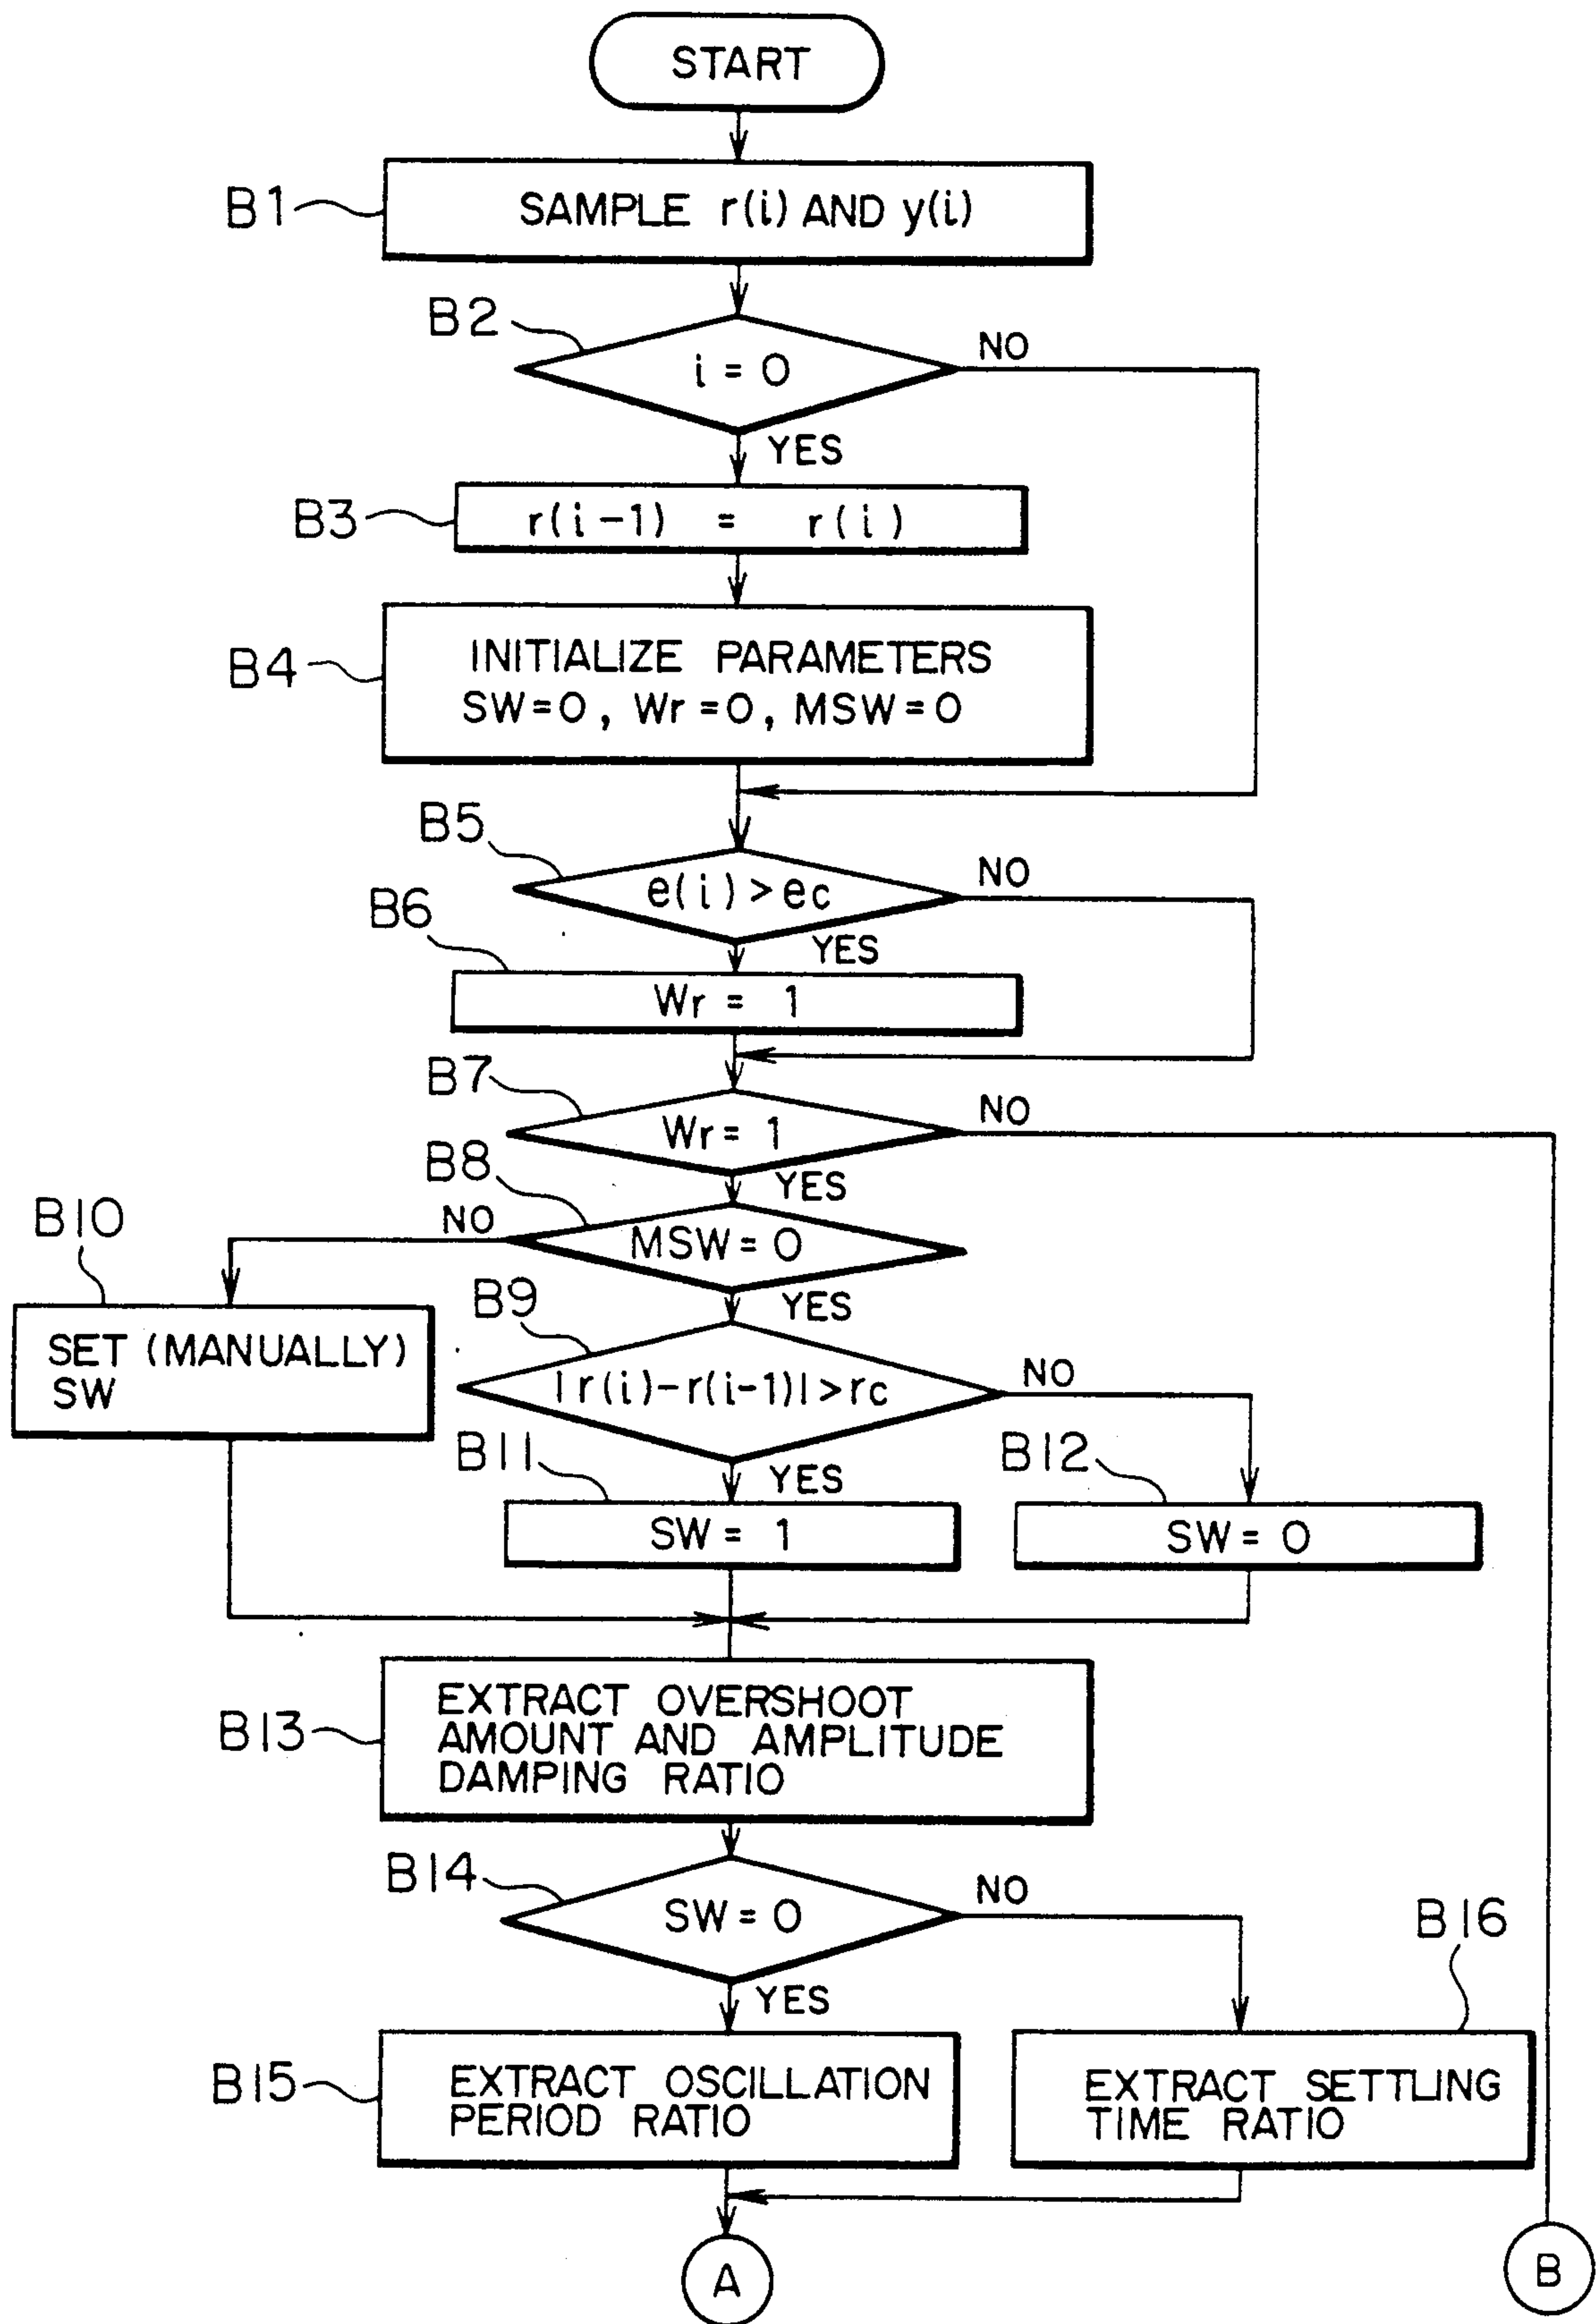 START
B1
SAMPLE r(i) AND y(i)
B2
i = 0
NO
YES
B3
r(i-1) = r(i)
B4
INITIALIZE PARAMETERS
SW=0, Wr=0, MSW=0
B5
e(i)>ec
NO
B6
YES
Wr = 1
B7
Wr= 1
NO
B8
YES
B10
NO
MSW=0
B9
YES
SET (MANUALLY)
SW
|r(i)-r(i-1)|>rc
NO
B11
YES
B12
SW= 1
SW= 0
B13
EXTRACT OVERSHOOT
AMOUNT AND AMPLITUDE
DAMPING RATIO
B14
SW=0
NO
B16
YES
B15
EXTRACT OSCILLATION
PERIOD RATIO
EXTRACT SETTLING
TIME RATIO
A
B